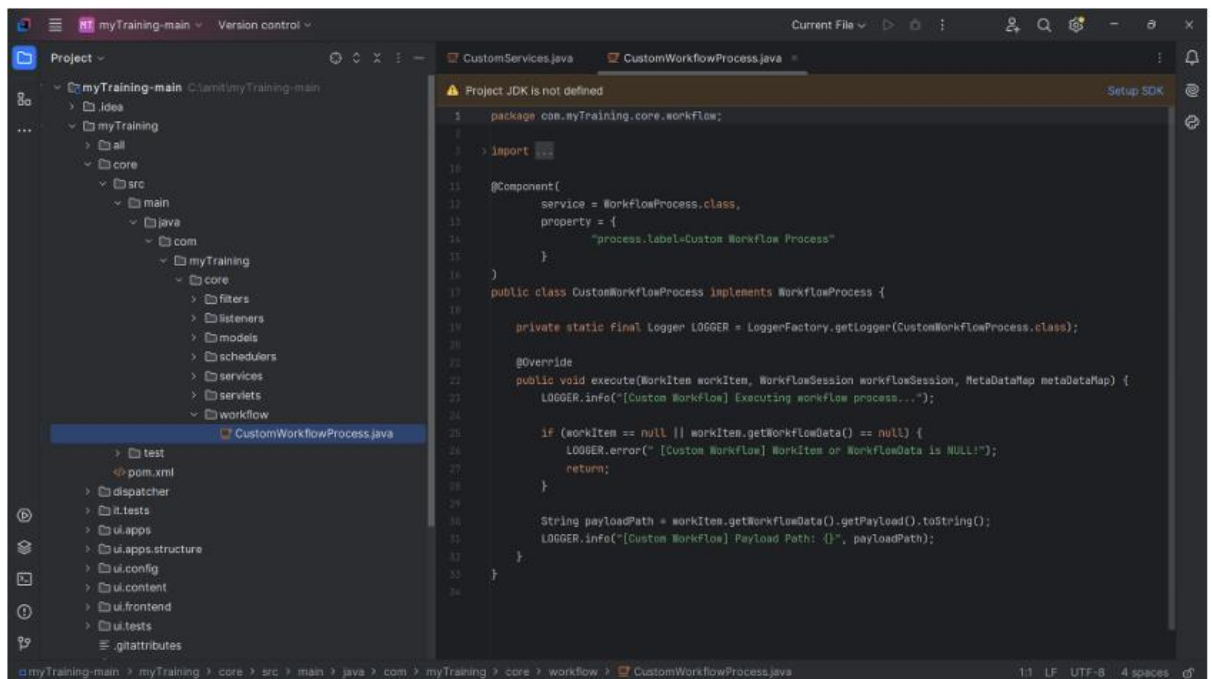 MT myTraining-main Version control Current File
Project
myTraining-main C:\amit\myTraining-main
.idea
myTraining
all
core
src
main
java
com
myTraining
core
filters
listeners
models
schedulers
services
servlets
workflow
CustomWorkflowProcess.java
test
pom.xml
dispatcher
it.tests
ui.apps
ui.apps.structure
ui.config
ui.content
ui.frontend
ui.tests
.gitattributes
CustomServices.java CustomWorkflowProcess.java
Project JDK is not defined Setup SDK
1 package com.myTraining.core.workflow;
2
3 import ...
10
11 @Component(
12 service = WorkflowProcess.class,
13 property = {
14 "process.label=Custom Workflow Process"
15 }
16 )
17 public class CustomWorkflowProcess implements WorkflowProcess {
18
19 private static final Logger LOGGER = LoggerFactory.getLogger(CustomWorkflowProcess.class);
20
21 @Override
22 public void execute(WorkItem workItem, WorkflowSession workflowSession, MetaDataMap metaDataMap) {
23 LOGGER.info("[Custom Workflow] Executing workflow process...");
24
25 if (workItem == null || workItem.getWorkflowData() == null) {
26 LOGGER.error(" [Custom Workflow] WorkItem or WorkflowData is NULL!");
27 return;
28 }
29
30 String payloadPath = workItem.getWorkflowData().getPayload().toString();
31 LOGGER.info("[Custom Workflow] Payload Path: {}", payloadPath);
32 }
33 }
34
myTraining-main > myTraining > core > src > main > java > com > myTraining > core > workflow > CustomWorkflowProcess.java 1:1 LF UTF-8 4 spaces